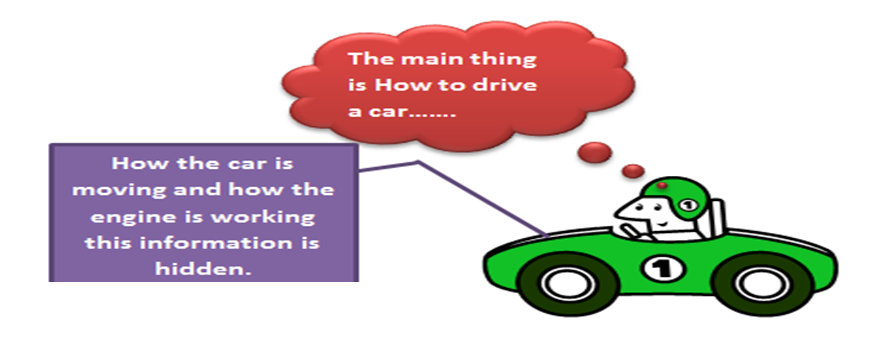 The main thing
is How to drive
a car.......
How the car is
moving and how the
engine is working
this information is
hidden.
1
1